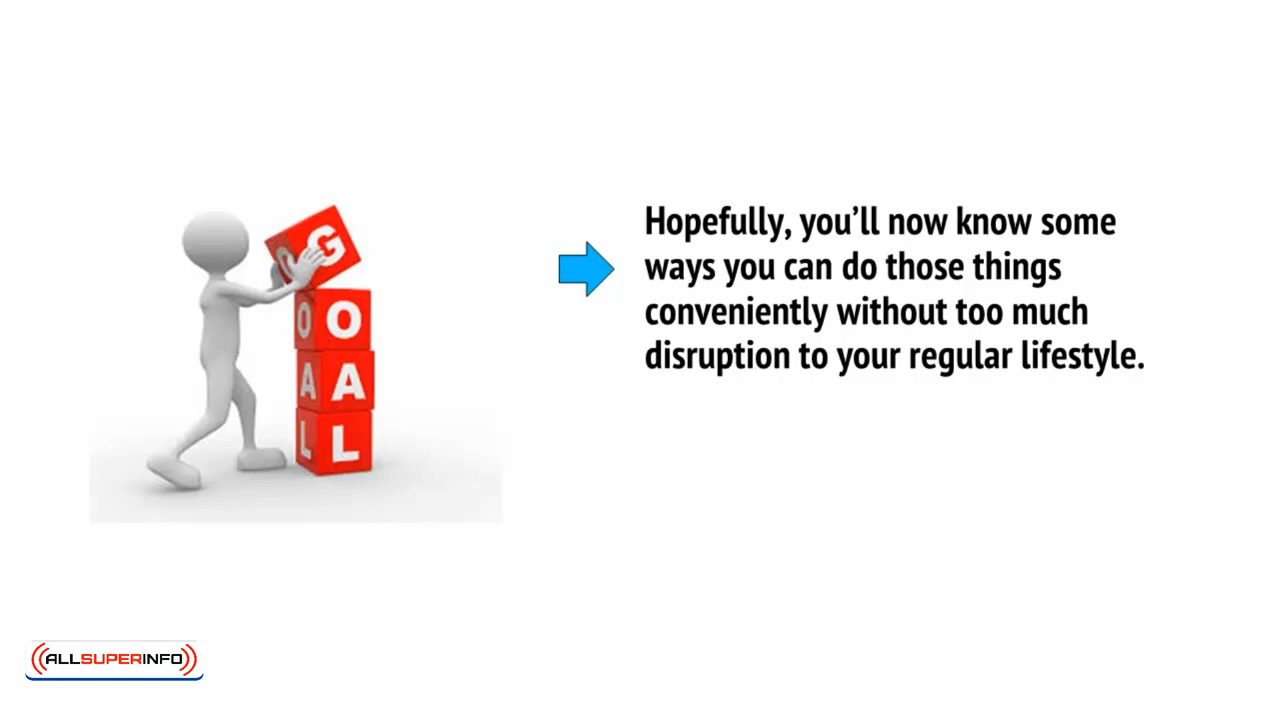 Hopefully, you’ll now know some
ways you can do those things
conveniently without too much
disruption to your regular lifestyle.
G G
O O
A A
L L
ALLSUPERINFO